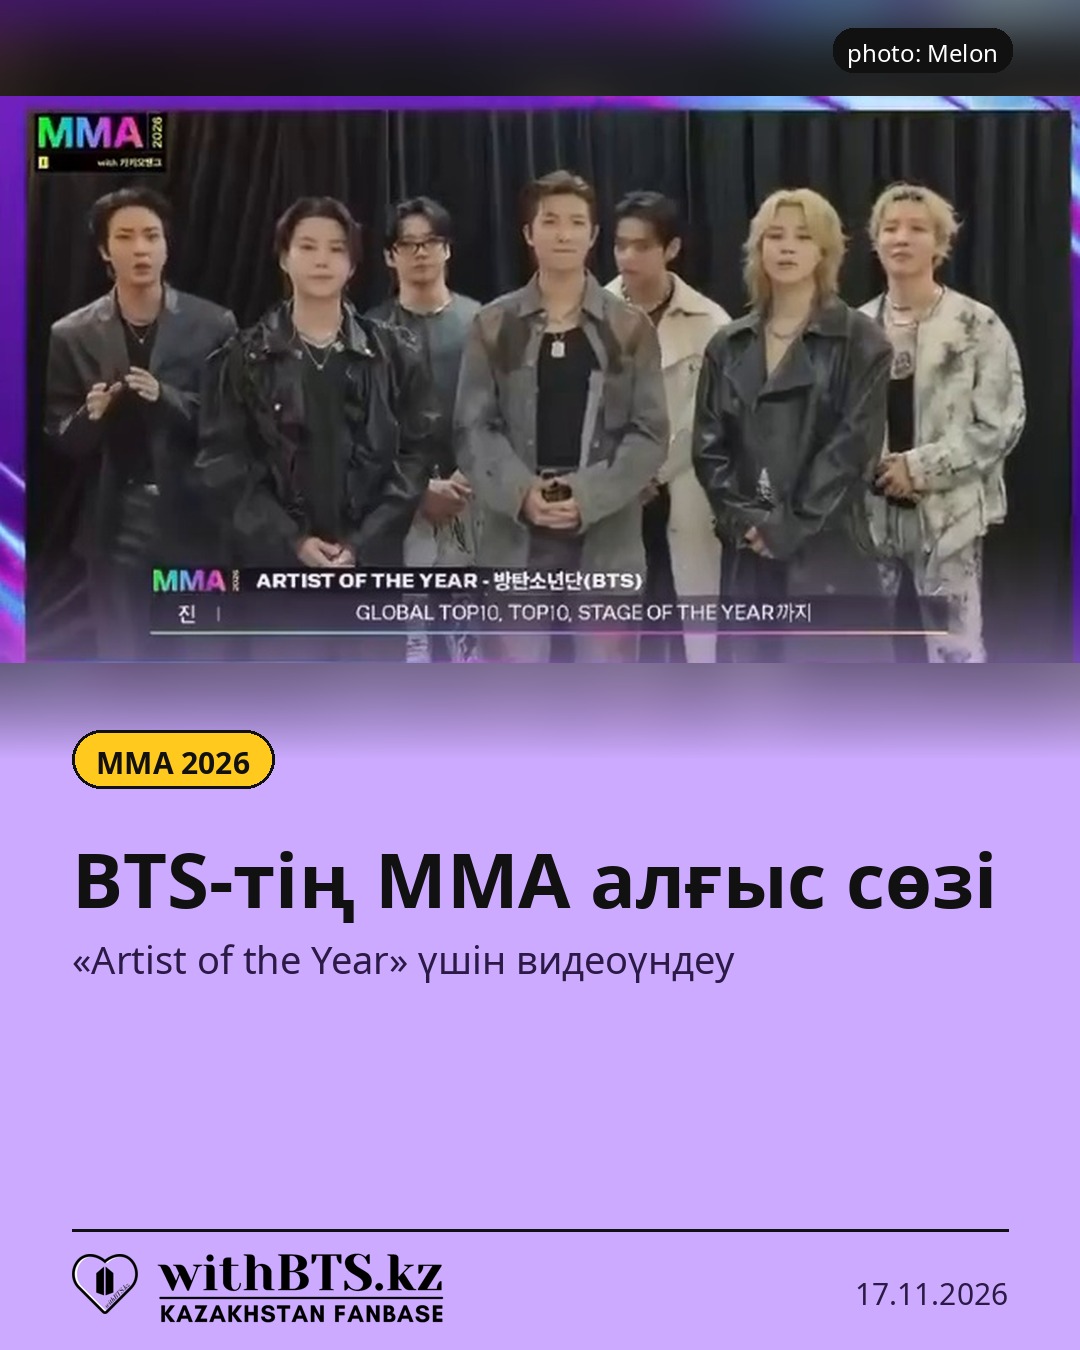 photo: Melon
MMA 2026
with 카카오뱅크
MMA 2026 ARTIST OF THE YEAR - 방탄소년단(BTS)
진 | GLOBAL TOP10, TOP10, STAGE OF THE YEAR까지
MMA 2026
BTS-тің MMA алғыс сөзі
«Artist of the Year» үшін видеоүндеу
withBTS.kz
KAZAKHSTAN FANBASE
17.11.2026